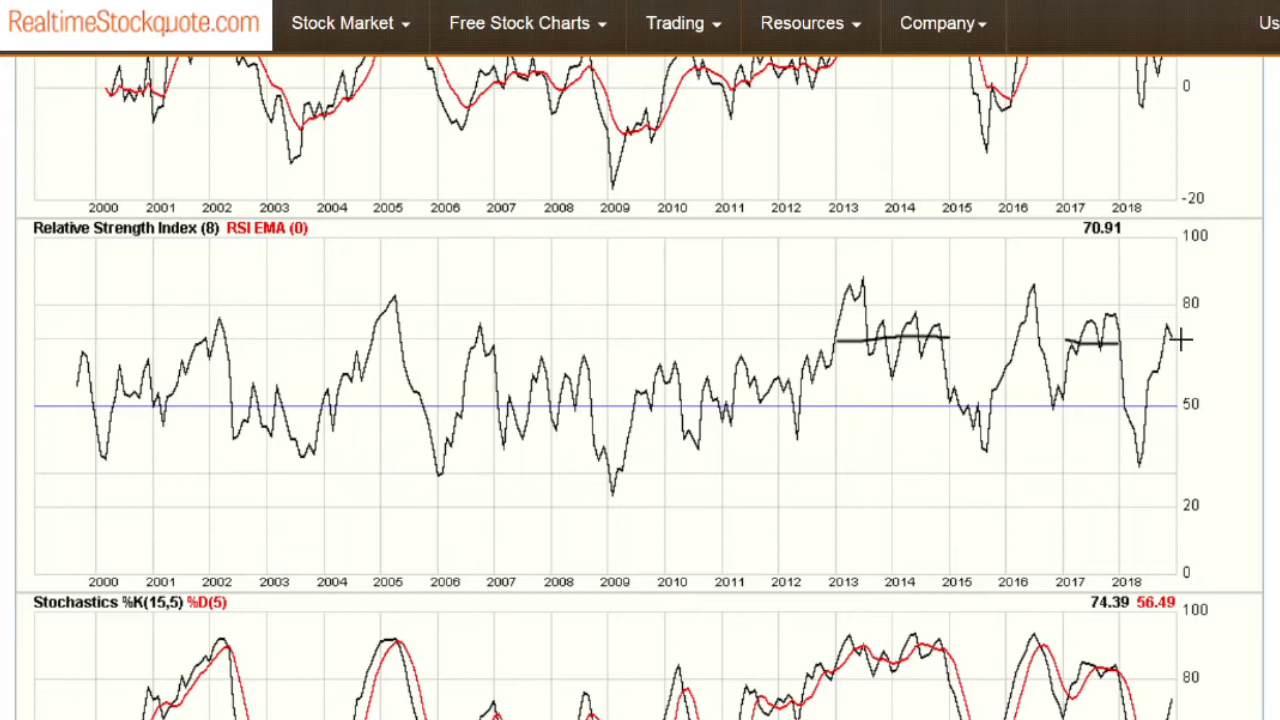 RealtimeStockquote.com Stock Market Free Stock Charts Trading Resources Company Us
0
-20
2000 2001 2002 2003 2004 2005 2006 2007 2008 2009 2010 2011 2012 2013 2014 2015 2016 2017 2018
Relative Strength Index (8) RSI EMA (0) 70.91
100
80
50
20
0
2000 2001 2002 2003 2004 2005 2006 2007 2008 2009 2010 2011 2012 2013 2014 2015 2016 2017 2018
Stochastics %K(15,5) %D(5) 74.39 56.49
100
80